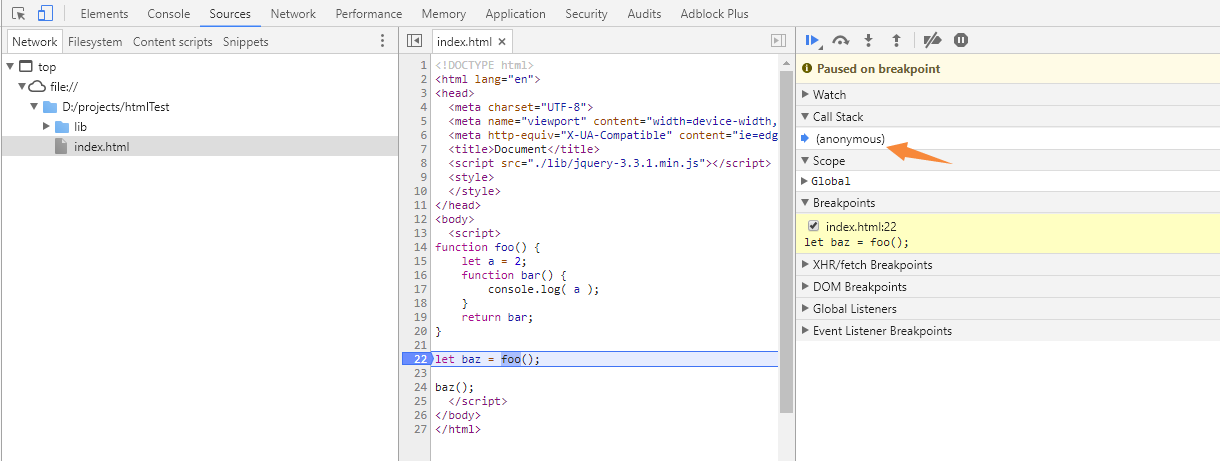 Elements Console Sources Network Performance Memory Application Security Audits Adblock Plus
Network Filesystem Content scripts Snippets
top
file://
D:/projects/htmlTest
lib
index.html
index.html ×
1 <!DOCTYPE html>
2 <html lang="en">
3 <head>
4 <meta charset="UTF-8">
5 <meta name="viewport" content="width=device-width,
6 <meta http-equiv="X-UA-Compatible" content="ie=edg
7 <title>Document</title>
8 <script src="./lib/jquery-3.3.1.min.js"></script>
9 <style>
10 </style>
11 </head>
12 <body>
13 <script>
14 function foo() {
15 let a = 2;
16 function bar() {
17 console.log( a );
18 }
19 return bar;
20 }
21
22 let baz = foo();
23
24 baz();
25 </script>
26 </body>
27 </html>
Paused on breakpoint
Watch
Call Stack
(anonymous)
Scope
Global
Breakpoints
index.html:22
let baz = foo();
XHR/fetch Breakpoints
DOM Breakpoints
Global Listeners
Event Listener Breakpoints